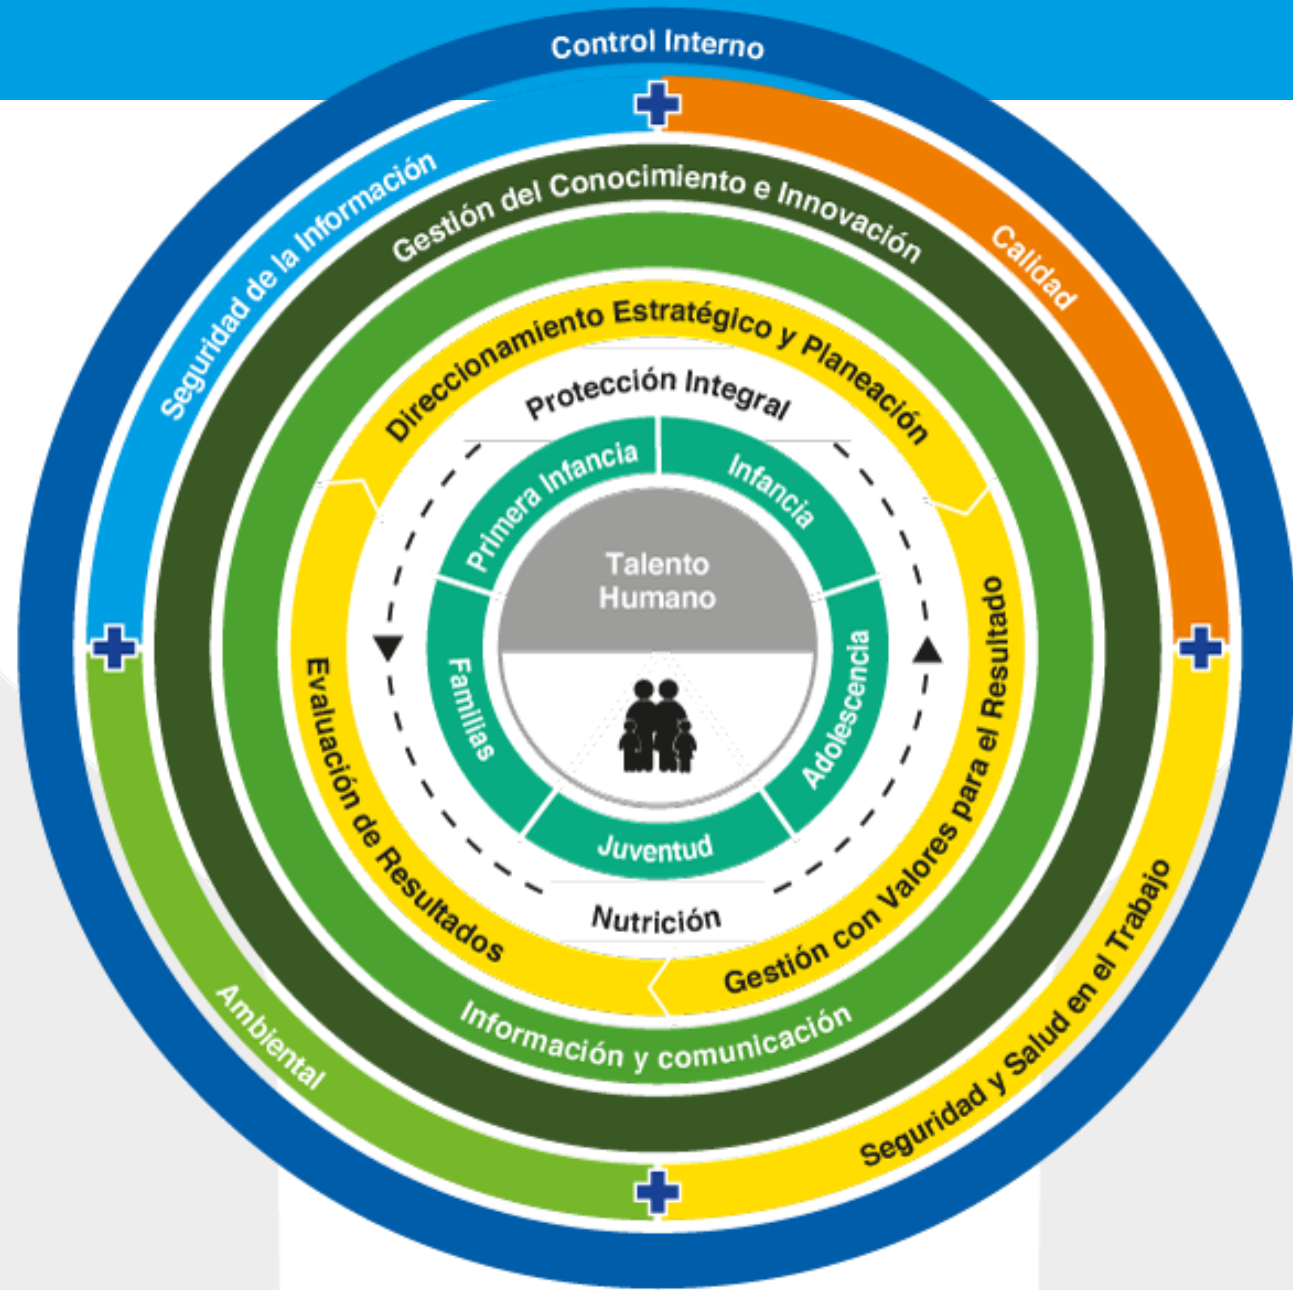 Control Interno
Seguridad de la Información
Calidad
Gestión del Conocimiento e Innovación
Direccionamiento Estratégico y Planeación
Protección Integral
Primera Infancia
Infancia
Talento
Humano
Familias
Adolescencia
Juventud
Nutrición
Evaluación de Resultados
Gestión con Valores para el Resultado
Información y comunicación
Ambiental
Seguridad y Salud en el Trabajo